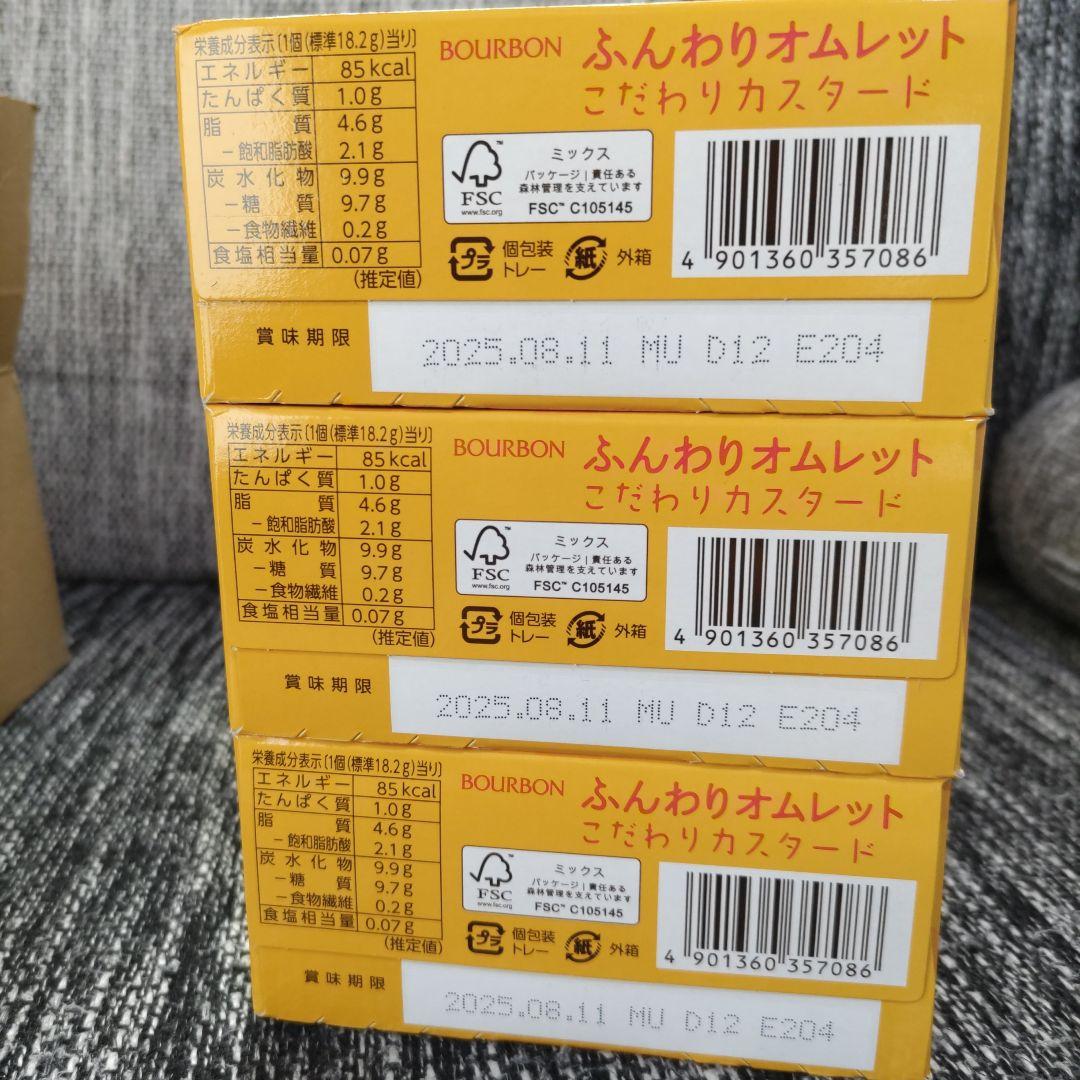 栄養成分表示〔1個(標準18.2g)当り〕
エネルギー 85kcal
たんぱく質 1.0g
脂質 4.6g
－飽和脂肪酸 2.1g
炭水化物 9.9g
－糖質 9.7g
－食物繊維 0.2g
食塩相当量 0.07g
(推定値)
BOURBON ふんわりオムレット
こだわりカスタード
FSC
www.fsc.org
ミックス
パッケージ|責任ある
森林管理を支えています
FSC™ C105145
プラ 個包装
トレー
紙 外箱
4 901360 357086
賞味期限 2025.08.11 MU D12 E204
栄養成分表示〔1個(標準18.2g)当り〕
エネルギー 85kcal
たんぱく質 1.0g
脂質 4.6g
－飽和脂肪酸 2.1g
炭水化物 9.9g
－糖質 9.7g
－食物繊維 0.2g
食塩相当量 0.07g
(推定値)
BOURBON ふんわりオムレット
こだわりカスタード
FSC
www.fsc.org
ミックス
パッケージ|責任ある
森林管理を支えています
FSC™ C105145
プラ 個包装
トレー
紙 外箱
4 901360 357086
賞味期限 2025.08.11 MU D12 E204
栄養成分表示〔1個(標準18.2g)当り〕
エネルギー 85kcal
たんぱく質 1.0g
脂質 4.6g
－飽和脂肪酸 2.1g
炭水化物 9.9g
－糖質 9.7g
－食物繊維 0.2g
食塩相当量 0.07g
(推定値)
BOURBON ふんわりオムレット
こだわりカスタード
FSC
www.fsc.org
ミックス
パッケージ|責任ある
森林管理を支えています
FSC™ C105145
プラ 個包装
トレー
紙 外箱
4 901360 357086
賞味期限 2025.08.11 MU D12 E204